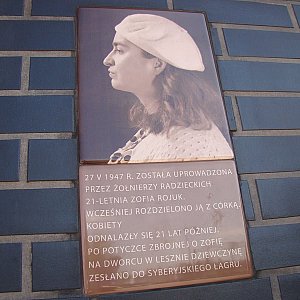 27 V 1947 R. ZOSTAŁA UPROWADZONA
PRZEZ ŻOŁNIERZY RADZIECKICH
21-LETNIA ZOFIA ROJUK.
WCZEŚNIEJ ROZDZIELONO JĄ Z CÓRKĄ.
KOBIETY
ODNALAZŁY SIĘ 21 LAT PÓŹNIEJ.
PO POTYCZCE ZBROJNEJ O ZOFIĘ
NA DWORCU W LESZNIE DZIEWCZYNĘ
ZESŁANO DO SYBERYJSKIEGO ŁAGRU.